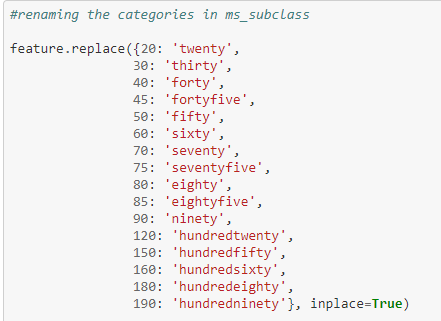 #renaming the categories in ms_subclass
feature.replace({20: 'twenty',
30: 'thirty',
40: 'forty',
45: 'fortyfive',
50: 'fifty',
60: 'sixty',
70: 'seventy',
75: 'seventyfive',
80: 'eighty',
85: 'eightyfive',
90: 'ninety',
120: 'hundredtwenty',
150: 'hundredfifty',
160: 'hundredsixty',
180: 'hundredeighty',
190: 'hundredninety'}, inplace=True)